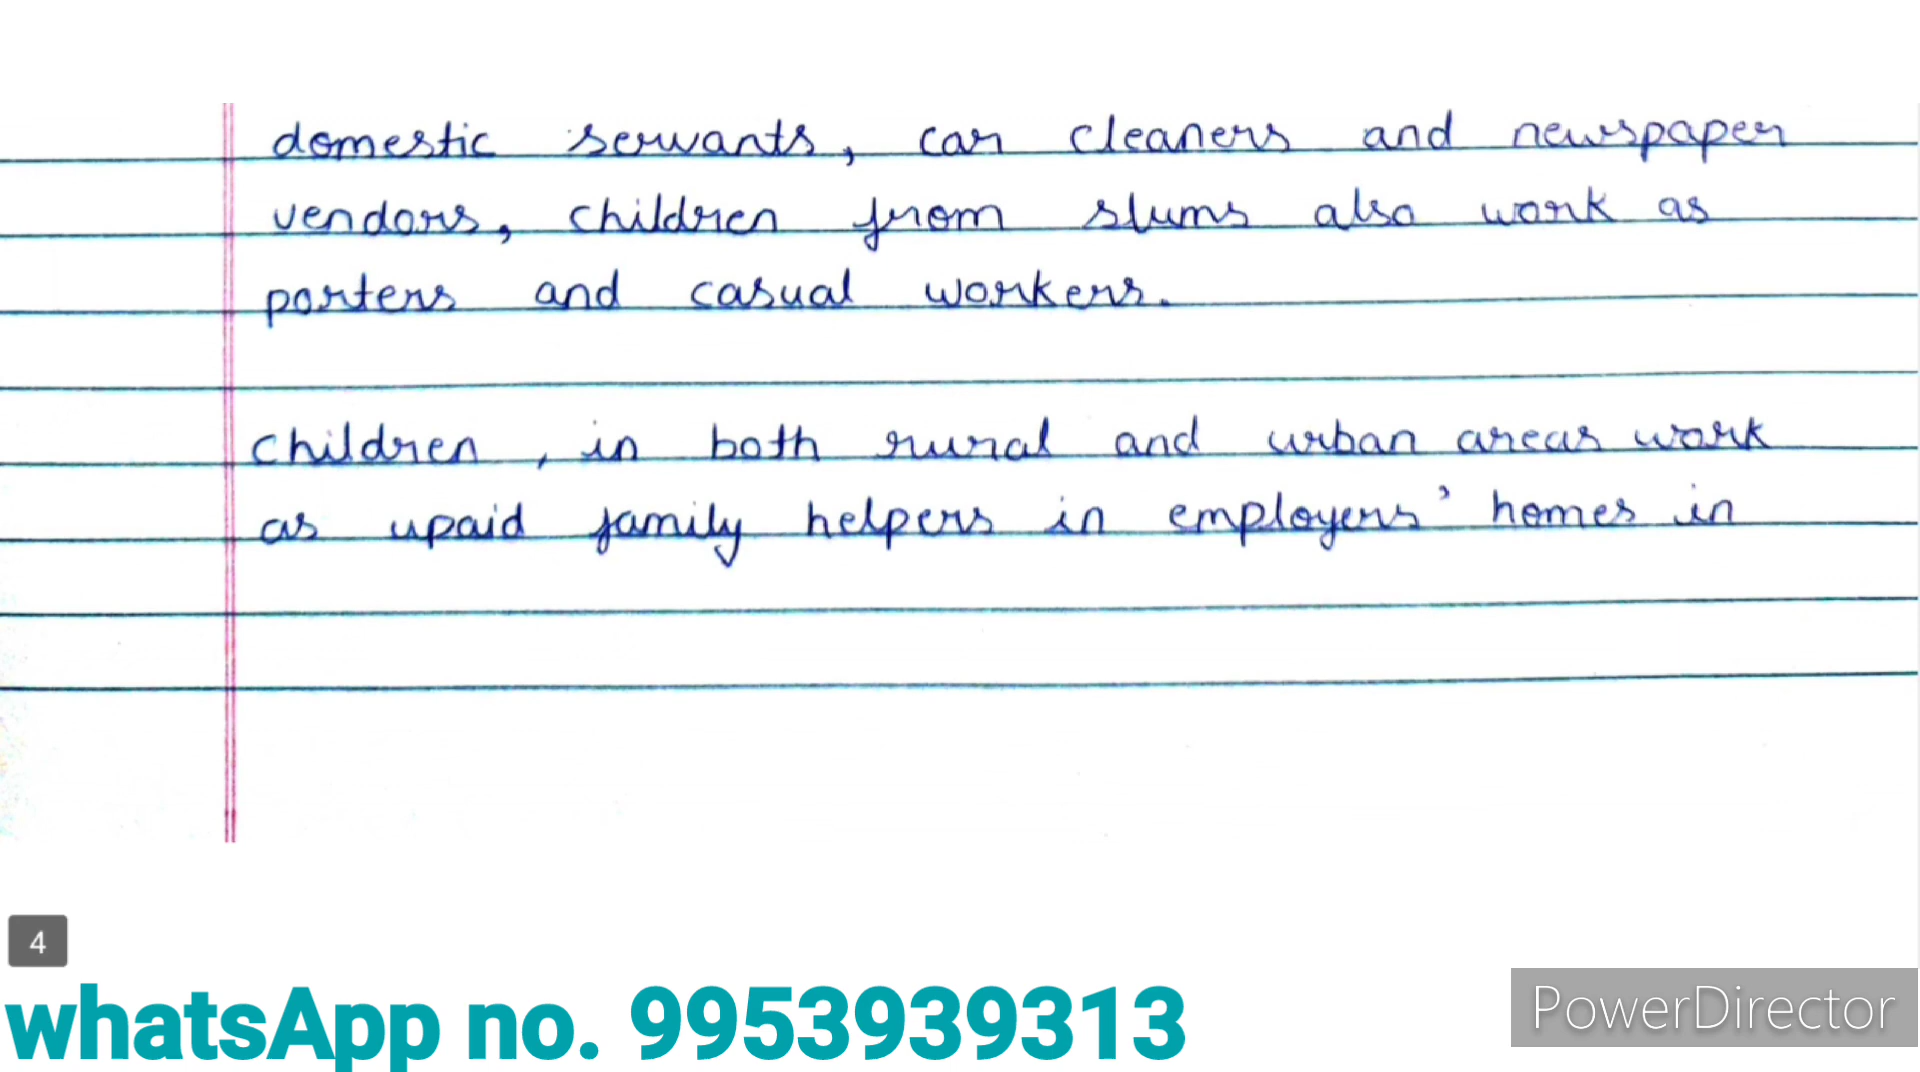 domestic servants, car cleaners and newspaper
vendors, children from slums also work as
porters and casual workers.
children, in both rural and urban areas work
as upaid family helpers in employers' homes in
4
whatsApp no. 9953939313
PowerDirector